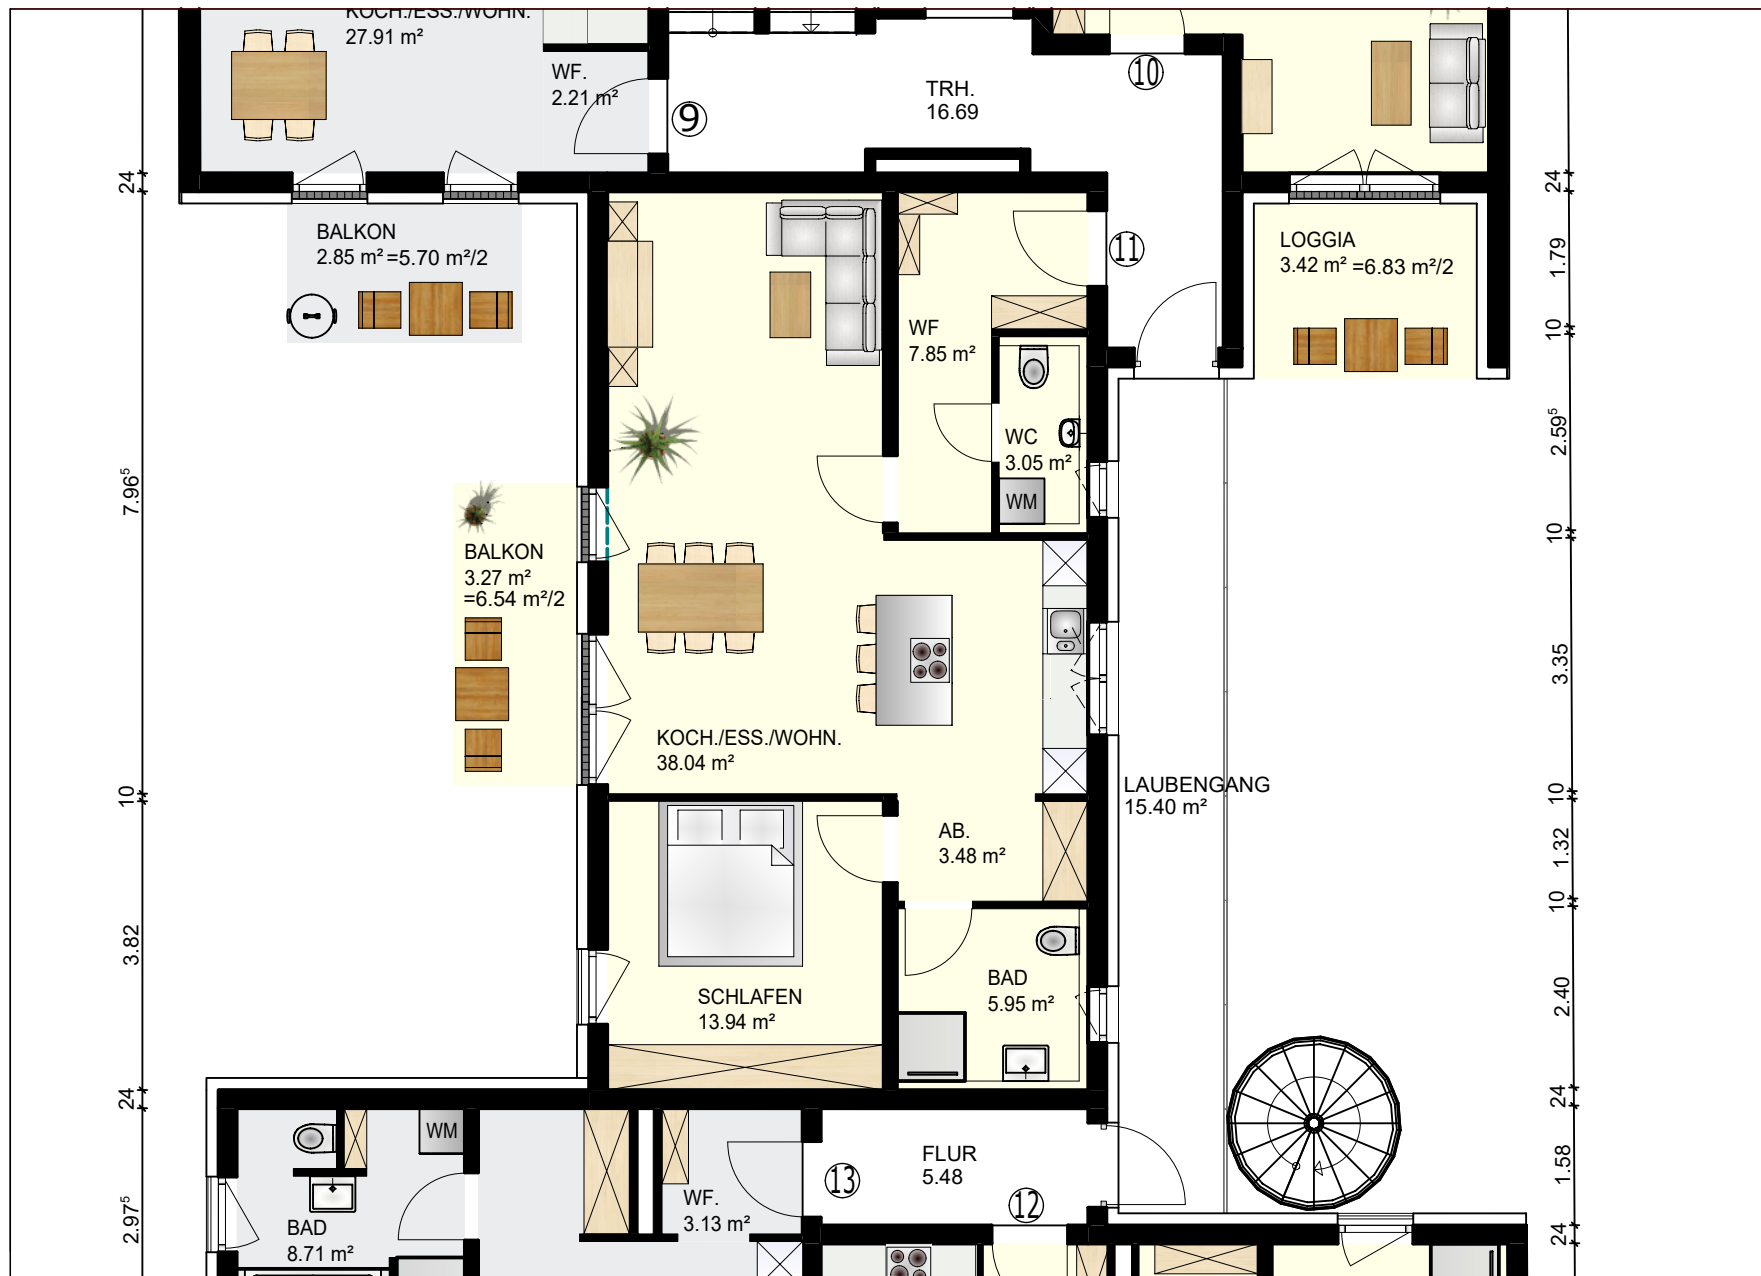 KOCH./ESS./WOHN.
27.91 m²
WF.
2.21 m²
9
TRH.
16.69
10
24
24
BALKON
2.85 m² =5.70 m²/2
11
LOGGIA
3.42 m² =6.83 m²/2
1.79
10
WF
7.85 m²
WC
3.05 m²
WM
2.59⁵
7.96⁵
10
BALKON
3.27 m²
=6.54 m²/2
3.35
KOCH./ESS./WOHN.
38.04 m²
LAUBENGANG
15.40 m²
10
10
AB.
3.48 m²
1.32
10
3.82
BAD
5.95 m²
2.40
SCHLAFEN
13.94 m²
24
24
WM
FLUR
5.48
1.58
13
12
WF.
3.13 m²
2.97⁵
BAD
8.71 m²
24